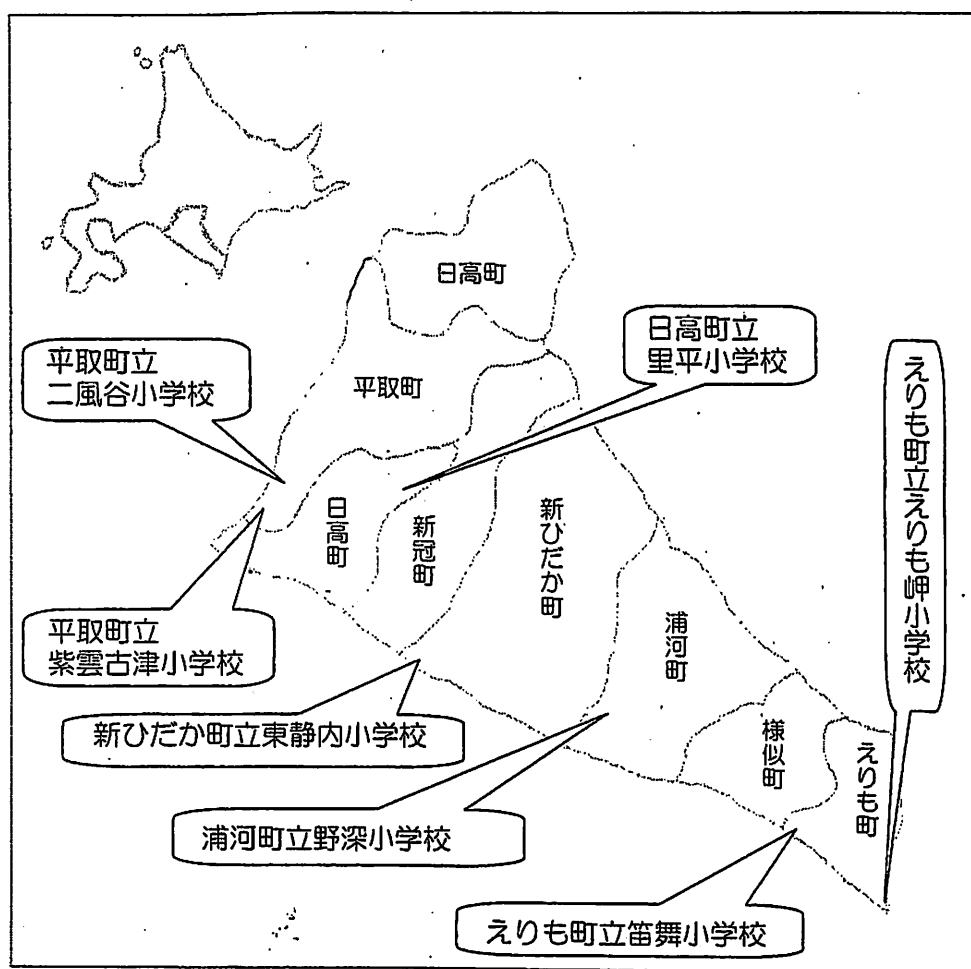 日高町
日高町立
里平小学校
平取町立
二風谷小学校
平取町
えりも町立えりも岬小学校
日高町
新冠町
新ひだか町
浦河町
平取町立
紫雲古津小学校
新ひだか町立東静内小学校
様似町
えりも町
浦河町立野深小学校
えりも町立笛舞小学校